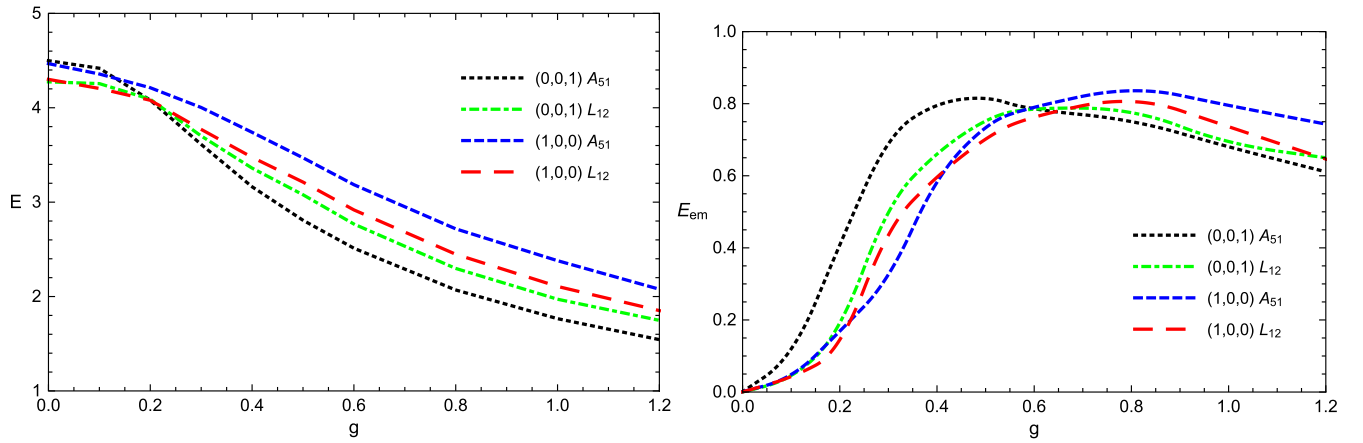 5
4
3
2
1
E
0.0 0.2 0.4 0.6 0.8 1.0 1.2
g
(0,0,1) A51
(0,0,1) L12
(1,0,0) A51
(1,0,0) L12
1.0
0.8
0.6
0.4
0.2
0.0
Eem
0.0 0.2 0.4 0.6 0.8 1.0 1.2
g
(0,0,1) A51
(0,0,1) L12
(1,0,0) A51
(1,0,0) L12